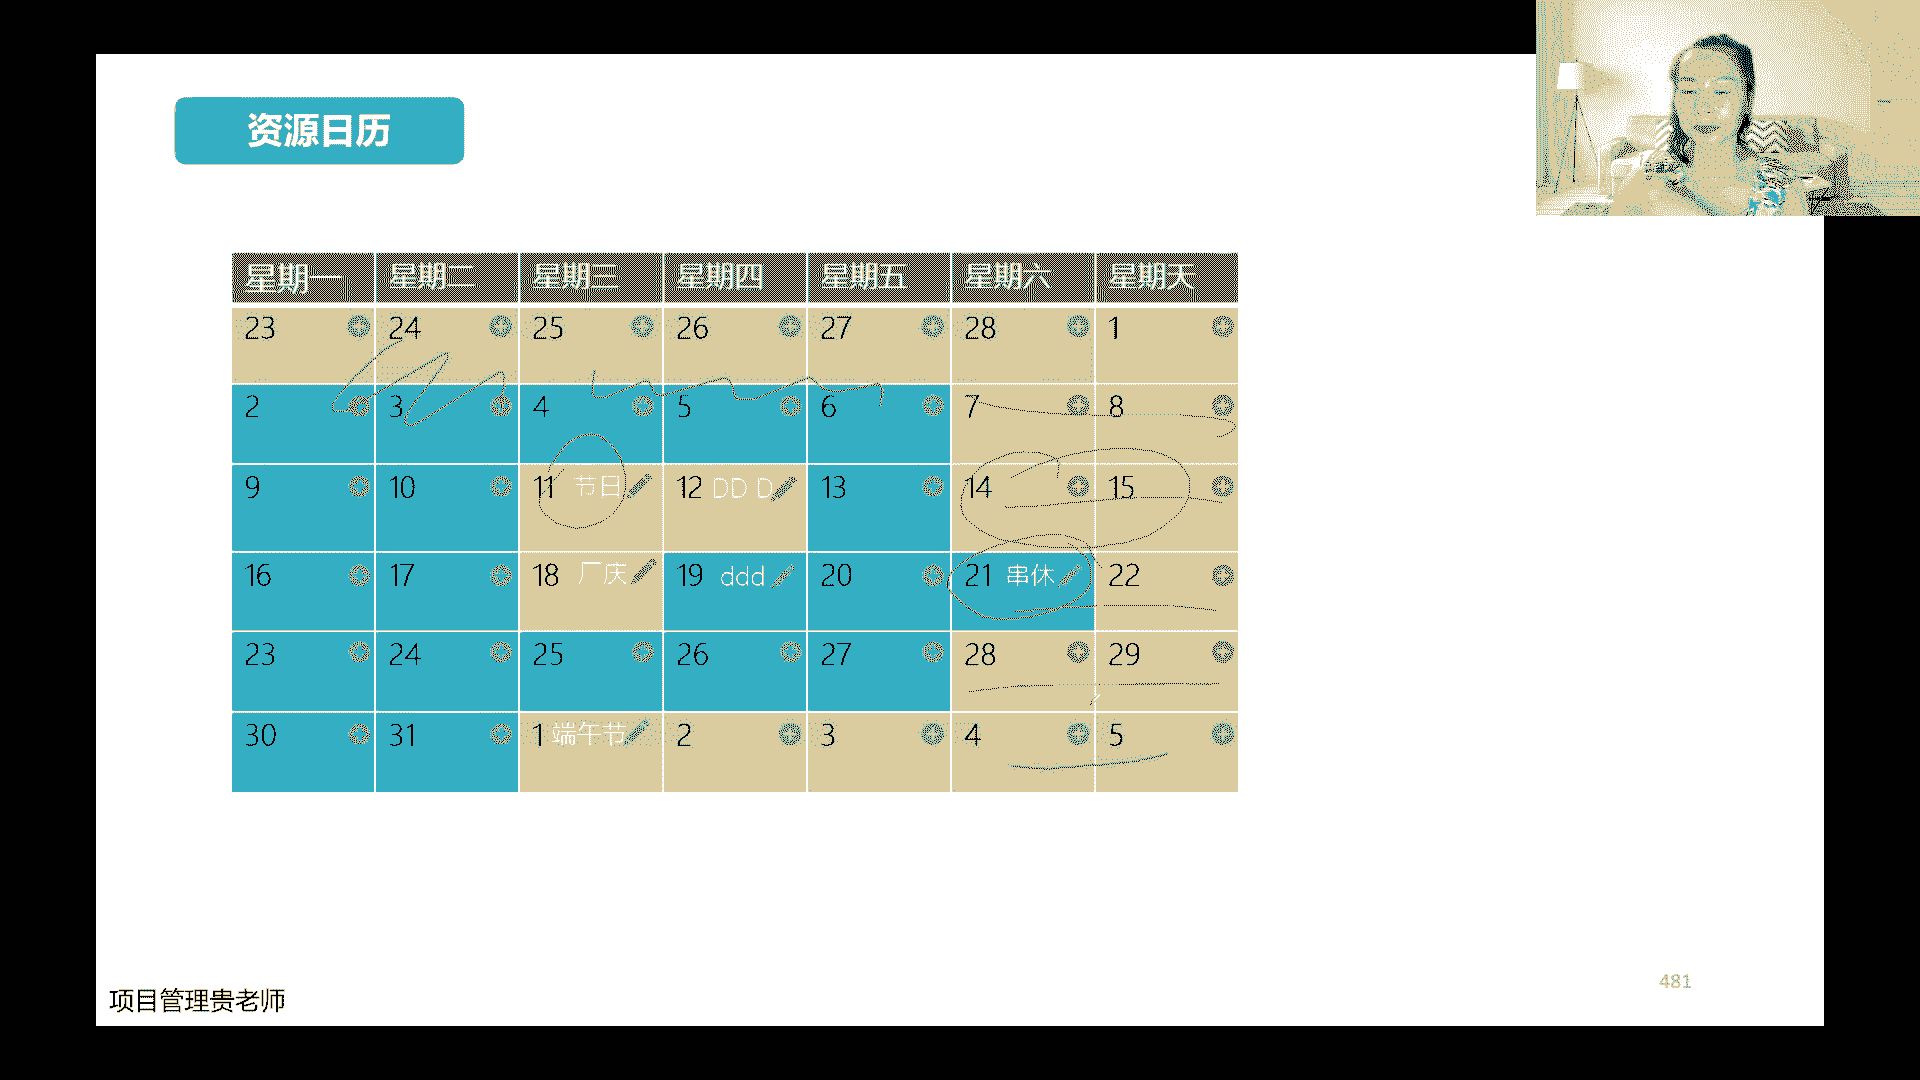 资源日历
星期一 星期二 星期三 星期四 星期五 星期六 星期天
23 24 25 26 27 28 1
2 3 4 5 6 7 8
9 10 11 节日 12 DD D 13 14 15
16 17 18 厂庆 19 ddd 20 21 串休 22
23 24 25 26 27 28 29
30 31 1 端午节 2 3 4 5
481
项目管理贵老师